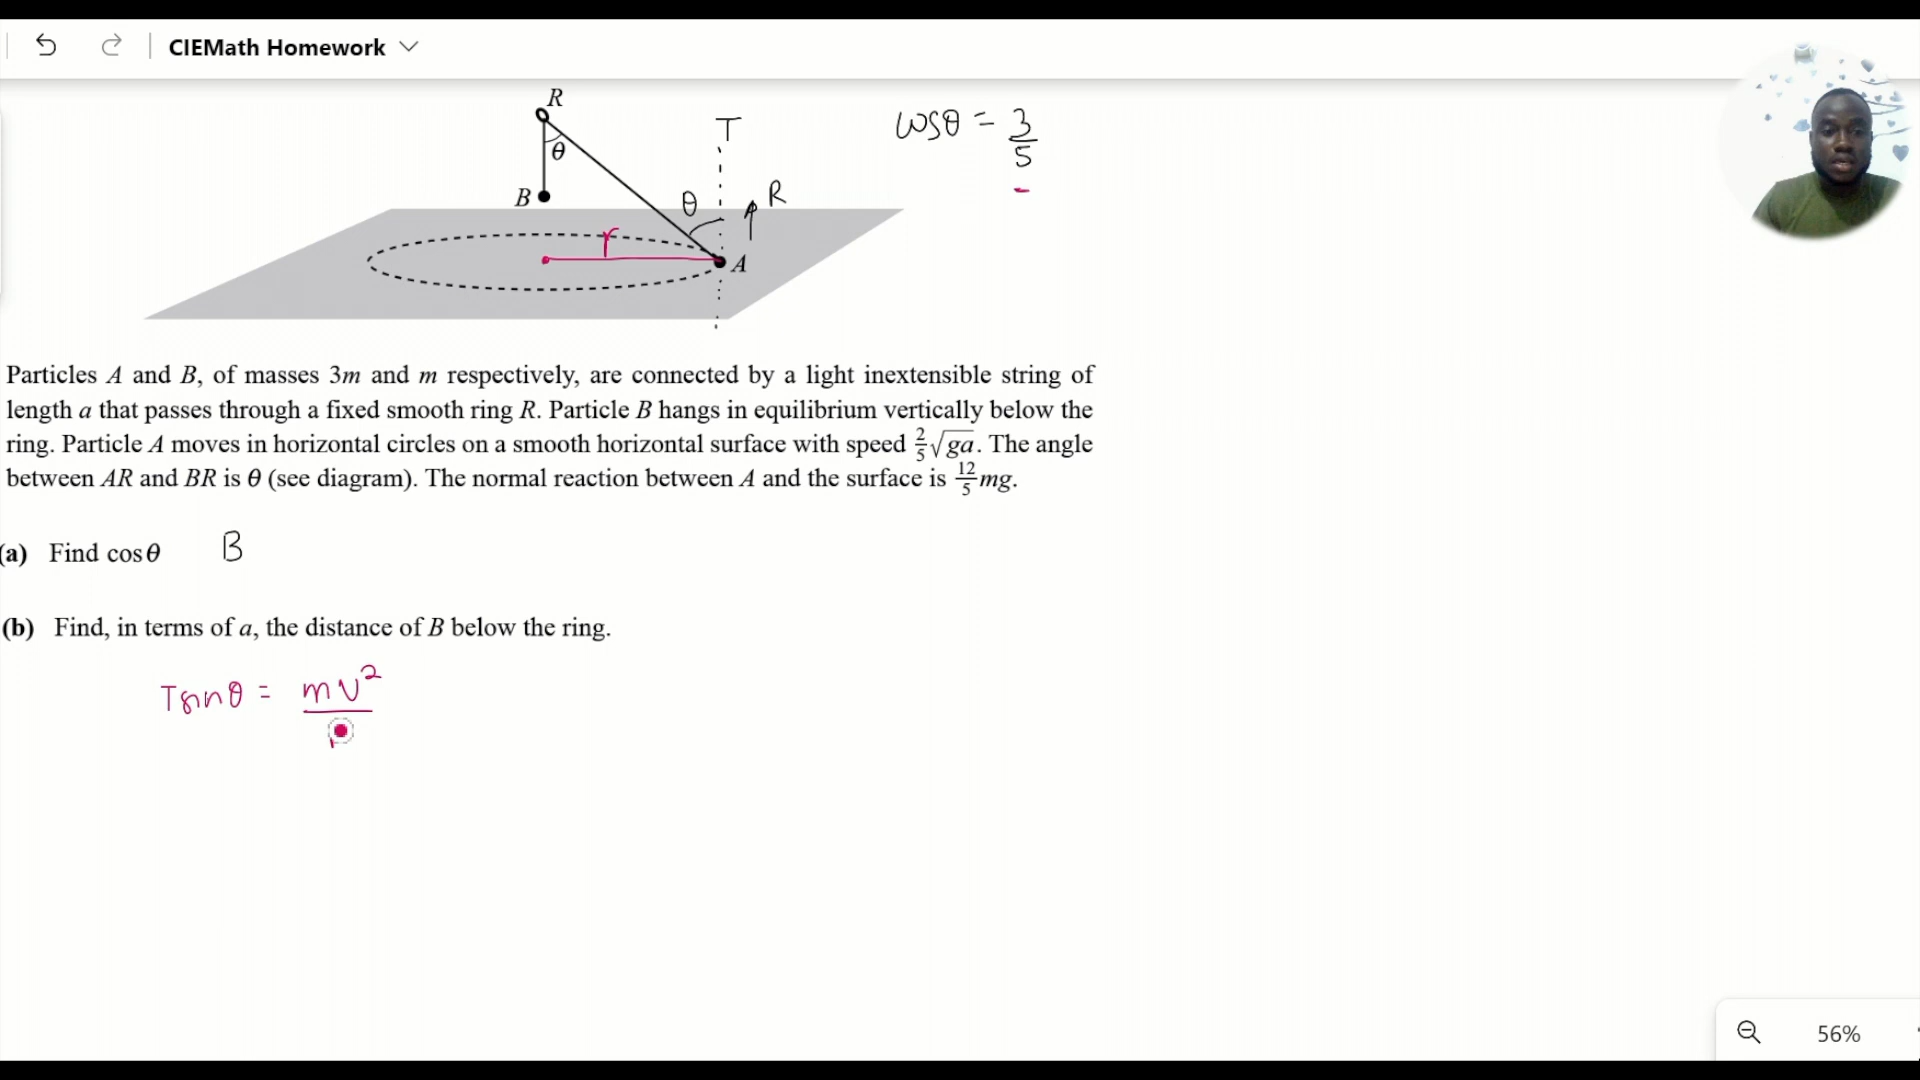 CIEMath Homework
R
θ
B
T
θ
R
r
A
cosθ = 3/5
Particles A and B, of masses 3m and m respectively, are connected by a light inextensible string of
length a that passes through a fixed smooth ring R. Particle B hangs in equilibrium vertically below the
ring. Particle A moves in horizontal circles on a smooth horizontal surface with speed 2/5√ga. The angle
between AR and BR is θ (see diagram). The normal reaction between A and the surface is 12/5 mg.
(a) Find cosθ
B
(b) Find, in terms of a, the distance of B below the ring.
Tsinθ = mv²
56%